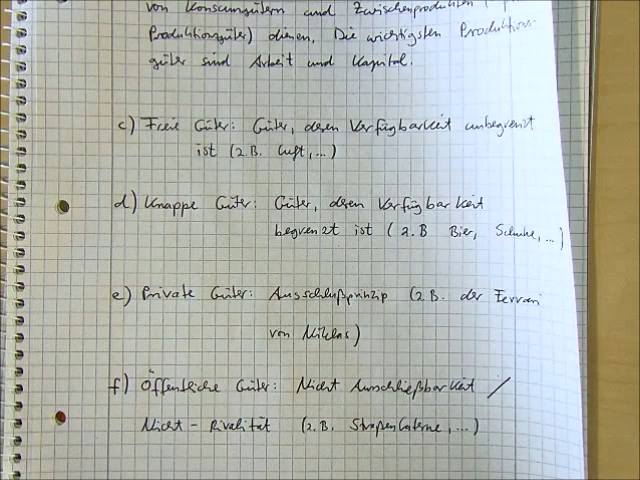 von Konsumgütern und Zwischenprodukten (
Produktionsgüter) dienen. Die wichtigsten Produktions-
güter sind Arbeit und Kapital.
c) Freie Güter: Güter, deren Verfügbarkeit unbegrenzt
ist (z.B. Luft,...)
d) Knappe Güter: Güter, deren Verfügbarkeit
begrenzt ist (z.B Bier, Schuhe,...)
e) Private Güter: Ausschlußprinzip (z.B. der Ferrari
von Niklas)
f) Öffentliche Güter: Nicht Ausschließbarkeit /
Nicht-Rivalität (z.B. Straßenlaterne,...)